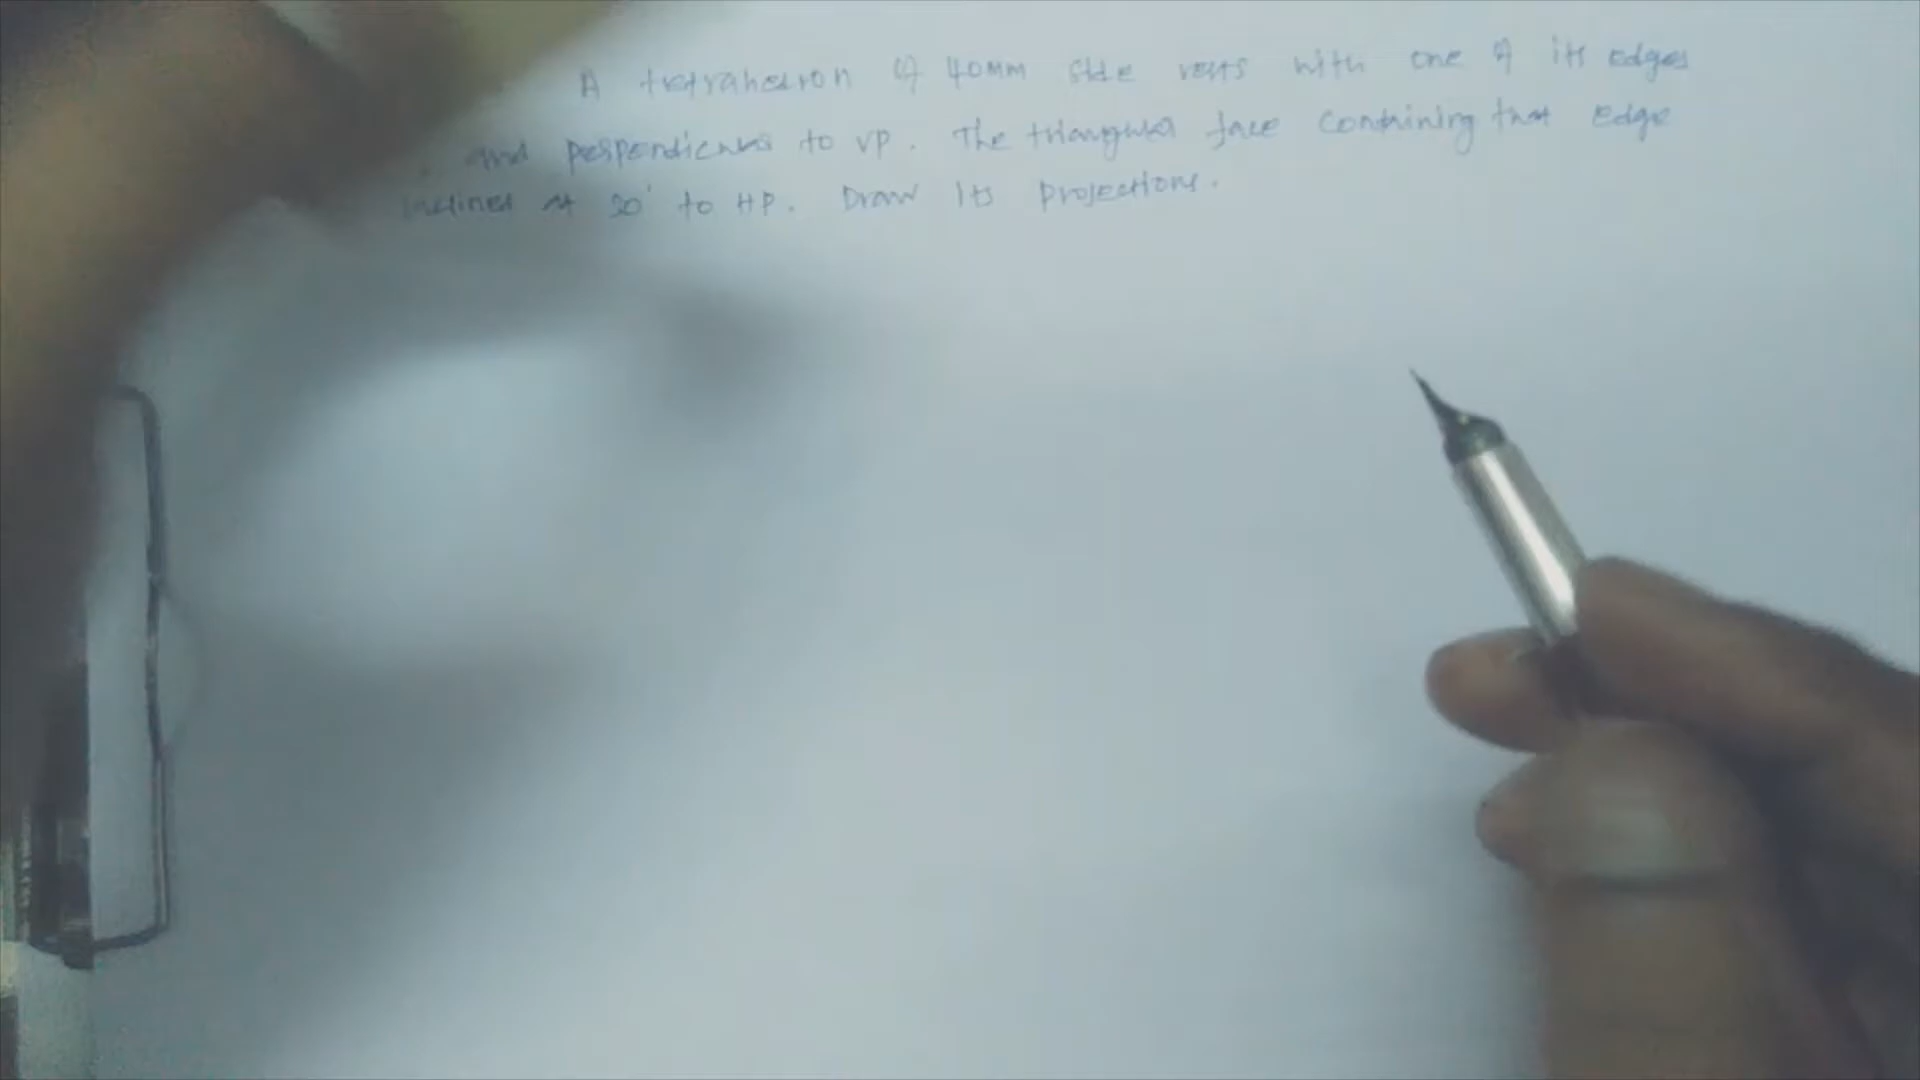 A tetrahedron of 40mm side rests with one of its edges
and perpendicular to VP. The triangular face containing that edge
inclines at 30° to HP. Draw its projections.